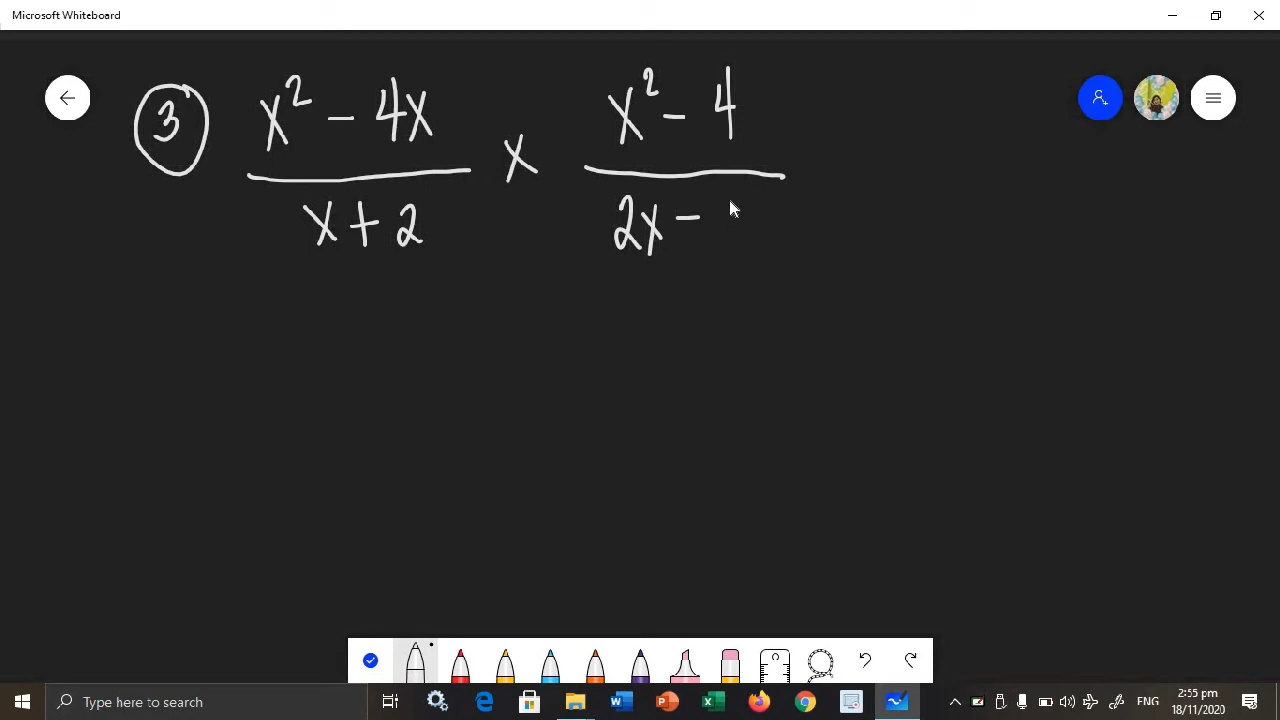 Microsoft Whiteboard
③ x² - 4x / x + 2 × x² - 4 / 2x -
Type here to search
ENG
2:55 pm
18/11/2020